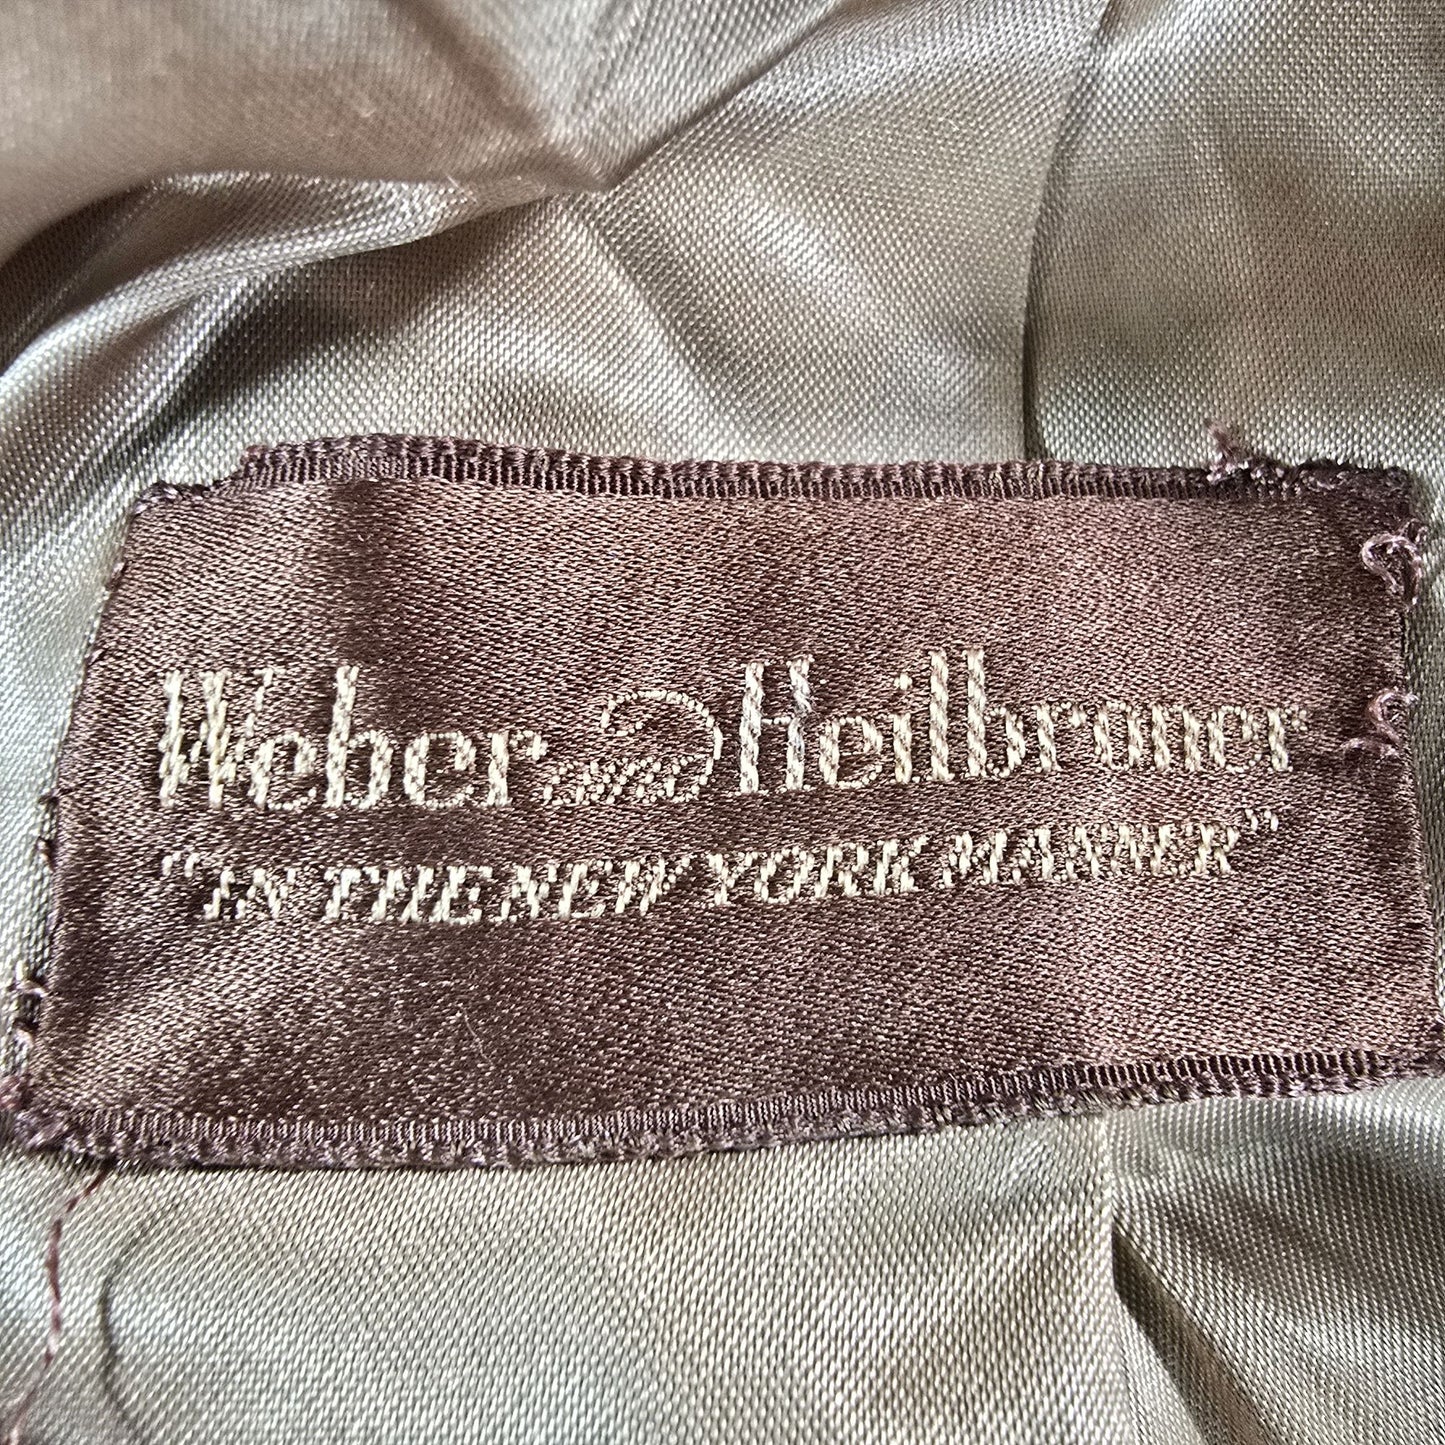 Weber and Heilbroner
"IN THE NEW YORK MANNER"